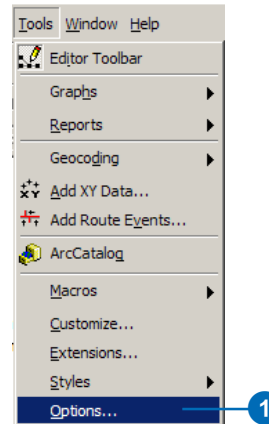 Tools Window Help
Editor Toolbar
Graphs
Reports
Geocoding
Add XY Data...
Add Route Events...
ArcCatalog
Macros
Customize...
Extensions...
Styles
Options...
1